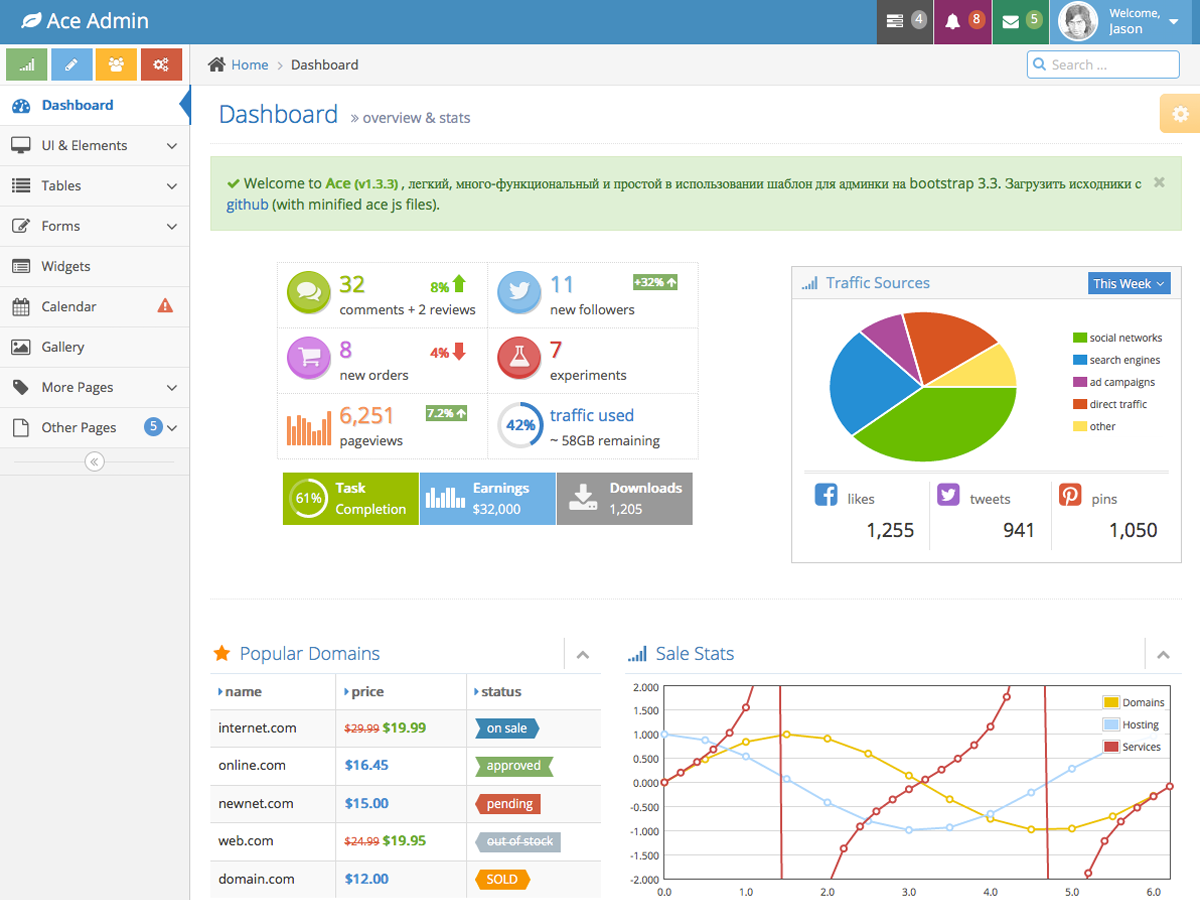 Ace Admin
4
8
5
Welcome,
Jason
Home
Dashboard
Search ...
Dashboard
UI & Elements
Tables
Forms
Widgets
Calendar
Gallery
More Pages
Other Pages 5
Dashboard » overview & stats
Welcome to Ace (v1.3.3) , легкий, много-функциональный и простой в использовании шаблон для админки на bootstrap 3.3. Загрузить исходники с
github (with minified ace js files).
32 8%
comments + 2 reviews
11 +32%
new followers
8 4%
new orders
7
experiments
6,251 7.2%
pageviews
42% traffic used
~ 58GB remaining
61% Task
Completion
Earnings
$32,000
Downloads
1,205
Traffic Sources This Week
social networks
search engines
ad campaigns
direct traffic
other
likes
1,255
tweets
941
pins
1,050
Popular Domains
name price status
internet.com $29.99 $19.99 on sale
online.com $16.45 approved
newnet.com $15.00 pending
web.com $24.99 $19.95 out of stock
domain.com $12.00 SOLD
Sale Stats
2.000
1.500
1.000
0.500
0.000
-0.500
-1.000
-1.500
-2.000
0.0 1.0 2.0 3.0 4.0 5.0 6.0
Domains
Hosting
Services